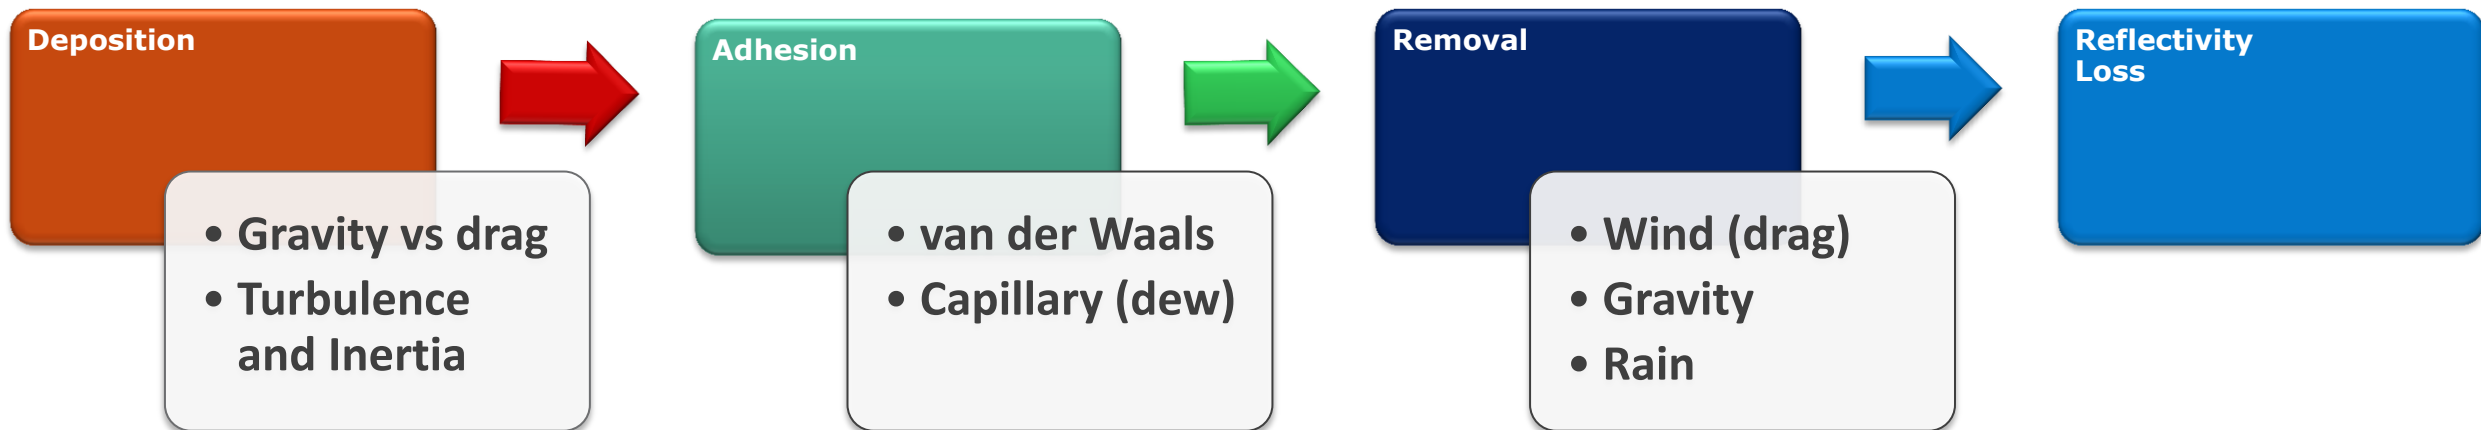 Deposition
• Gravity vs drag
• Turbulence
and Inertia
Adhesion
• van der Waals
• Capillary (dew)
Removal
• Wind (drag)
• Gravity
• Rain
Reflectivity
Loss